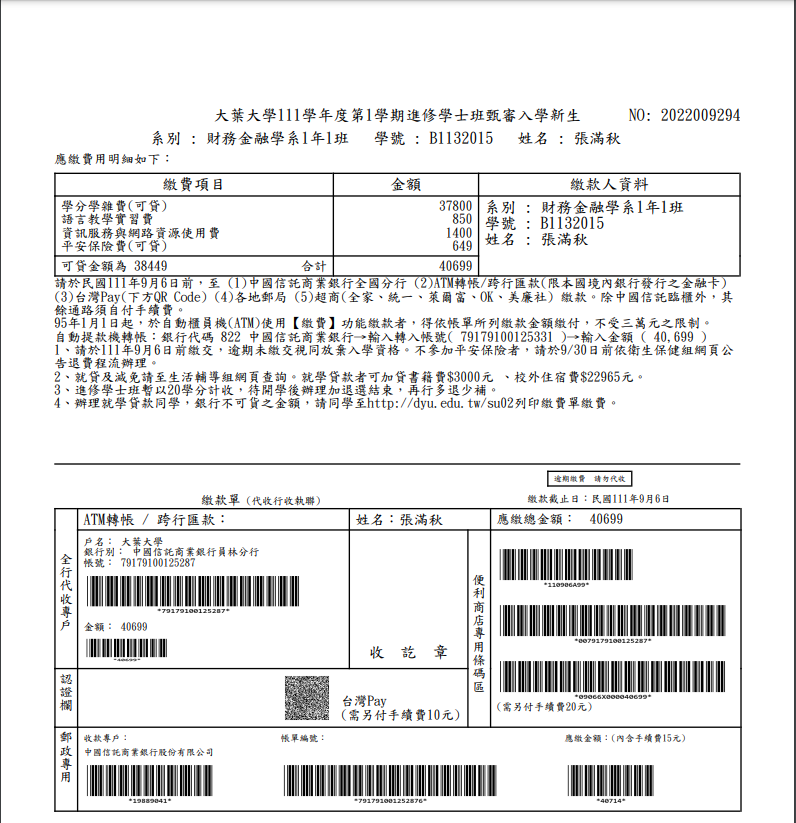 大葉大學111學年度第1學期進修學士班甄審入學新生 NO: 2022009294
系別 : 財務金融學系1年1班 學號 : B1132015 姓名 : 張滿秋
應繳費用明細如下：
繳費項目 金額 繳款人資料
學分學雜費(可貸) 37800
語言教學實習費 850
資訊服務與網路資源使用費 1400
平安保險費(可貸) 649
系別 : 財務金融學系1年1班
學號 : B1132015
姓名 : 張滿秋
可貸金額為 38449 合計 40699
請於民國111年9月6日前，至 (1)中國信託商業銀行全國分行 (2)ATM轉帳/跨行匯款(限本國境內銀行發行之金融卡)
(3)台灣Pay(下方QR Code) (4)各地郵局 (5)超商(全家、統一、萊爾富、OK、美廉社) 繳款。除中國信託臨櫃外，其
餘通路須自付手續費。
95年1月1日起，於自動櫃員機(ATM)使用【繳費】功能繳款者，得依帳單所列繳款金額繳付，不受三萬元之限制。
自動提款機轉帳：銀行代碼 822 中國信託商業銀行→輸入轉入帳號( 79179100125331 )→輸入金額 ( 40,699 )
1、請於111年9月6日前繳交，逾期未繳交視同放棄入學資格。不參加平安保險者，請於9/30日前依衛生保健組網頁公
告退費程流辦理。
2、就貸及減免請至生活輔導組網頁查詢。就學貸款者可加貸書籍費$3000元 、校外住宿費$22965元。
3、進修學士班暫以20學分計收，待開學後辦理加退選結束，再行多退少補。
4、辦理就學貸款同學，銀行不可貸之金額，請同學至http://dyu.edu.tw/su02列印繳費單繳費。
逾期繳費 請勿代收
繳款單 (代收行收執聯) 繳款截止日：民國111年9月6日
ATM轉帳 / 跨行匯款： 姓名：張滿秋 應繳總金額： 40699
全行代收專戶
戶名： 大葉大學
銀行別： 中國信託商業銀行員林分行
帳號： 79179100125287
*79179100125287*
金額： 40699
*40699*
收 訖 章
便利商店專用條碼區
*110906A99*
*0079179100125287*
*09066X000040699*
(需另付手續費20元)
認證欄
台灣Pay
(需另付手續費10元)
郵政專用
收款專戶： 帳單編號： 應繳金額：(內含手續費15元)
中國信託商業銀行股份有限公司
*19889041* *791791001252876* *40714*